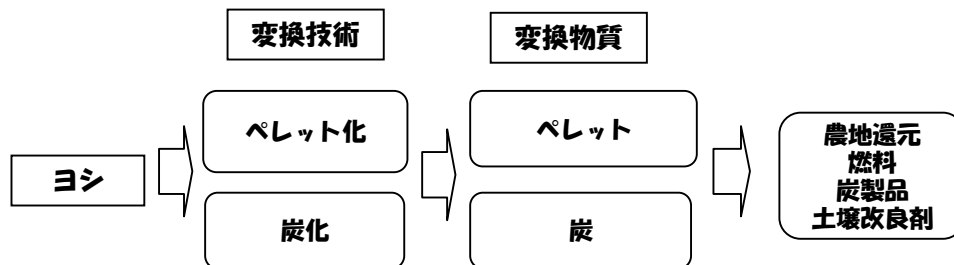 変換技術
変換物質
ヨシ
ペレット化
炭化
ペレット
炭
農地還元
燃料
炭製品
土壌改良剤